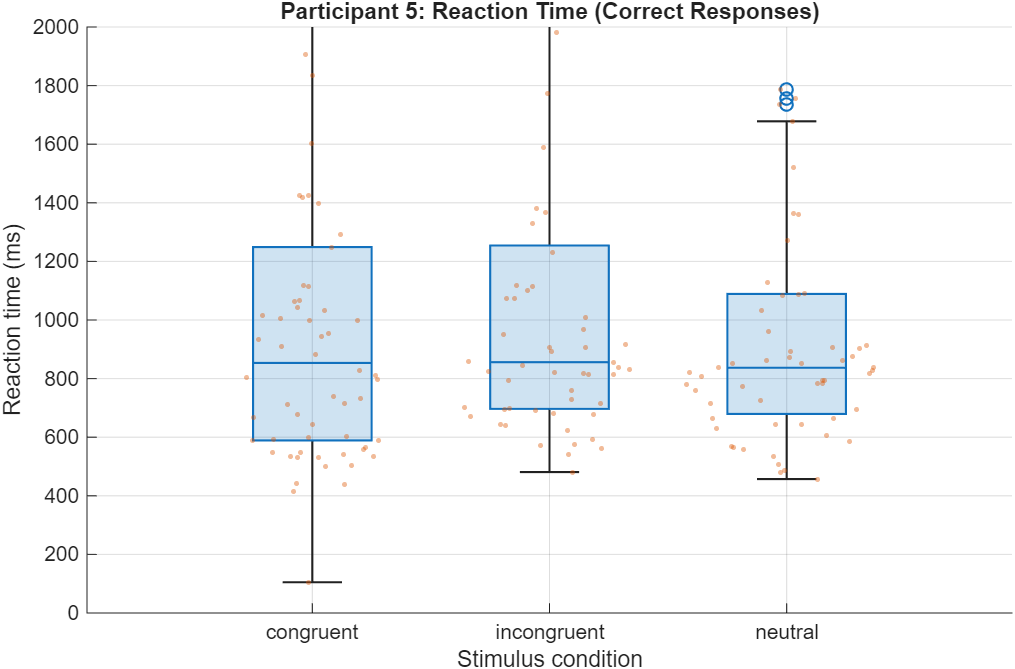 Participant 5: Reaction Time (Correct Responses)
Reaction time (ms)
2000
1800
1600
1400
1200
1000
800
600
400
200
0
congruent incongruent neutral
Stimulus condition